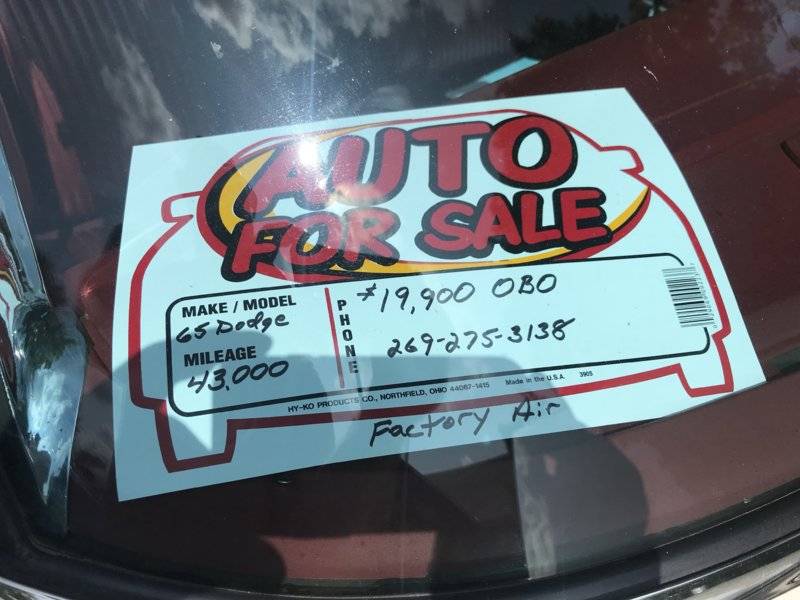 AUTO
FOR SALE
MAKE / MODEL
65 Dodge
MILEAGE
43,000
PHONE
$19,900 OBO
269-275-3138
HY-KO PRODUCTS CO., NORTHFIELD, OHIO 44067-1415 Made in the U.S.A. 3905
Factory Air